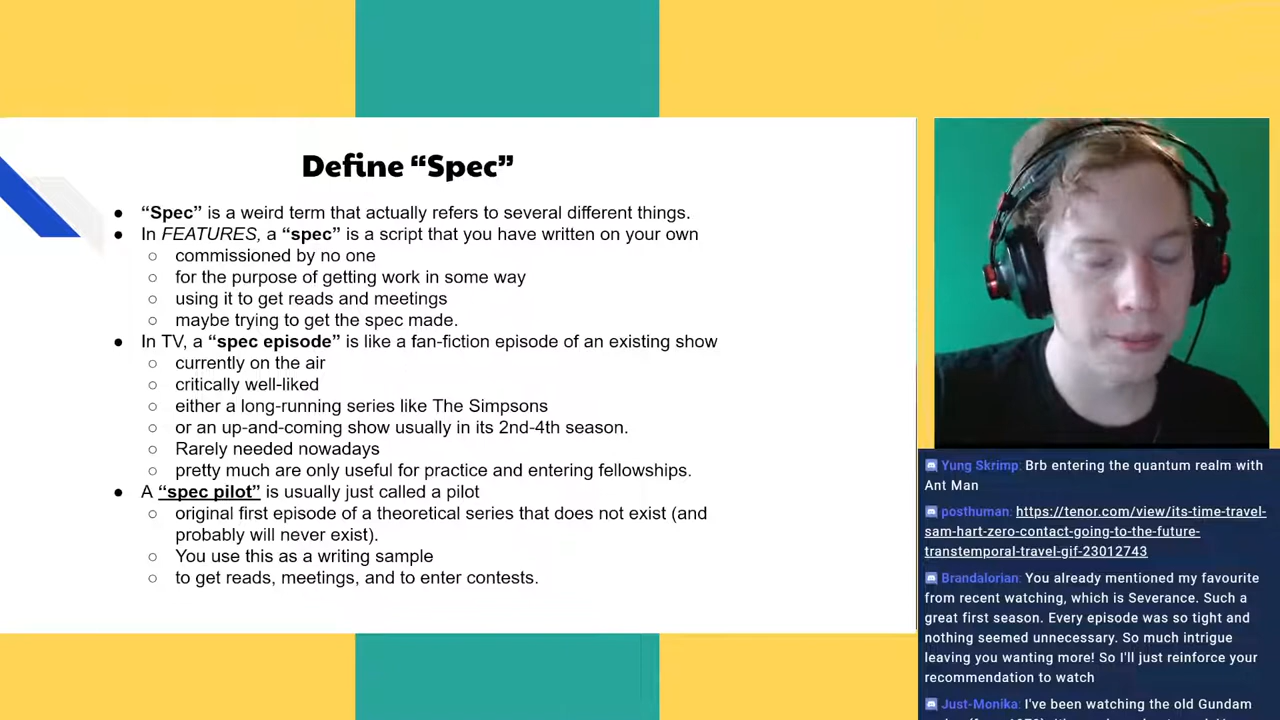 Define “Spec”
● “Spec” is a weird term that actually refers to several different things.
● In FEATURES, a “spec” is a script that you have written on your own
○ commissioned by no one
○ for the purpose of getting work in some way
○ using it to get reads and meetings
○ maybe trying to get the spec made.
● In TV, a “spec episode” is like a fan-fiction episode of an existing show
○ currently on the air
○ critically well-liked
○ either a long-running series like The Simpsons
○ or an up-and-coming show usually in its 2nd-4th season.
○ Rarely needed nowadays
○ pretty much are only useful for practice and entering fellowships.
● A “spec pilot” is usually just called a pilot
○ original first episode of a theoretical series that does not exist (and
probably will never exist).
○ You use this as a writing sample
○ to get reads, meetings, and to enter contests.
Yung Skrimp: Brb entering the quantum realm with
Ant Man
posthuman: https://tenor.com/view/its-time-travel-
sam-hart-zero-contact-going-to-the-future-
transtemporal-travel-gif-23012743
Brandalorian: You already mentioned my favourite
from recent watching, which is Severance. Such a
great first season. Every episode was so tight and
nothing seemed unnecessary. So much intrigue
leaving you wanting more! So I'll just reinforce your
recommendation to watch
Just-Monika: I've been watching the old Gundam